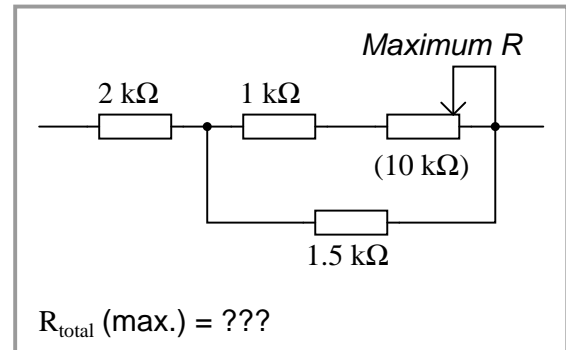 Maximum R
2 kΩ 1 kΩ
(10 kΩ)
1.5 kΩ
Rtotal (max.) = ???